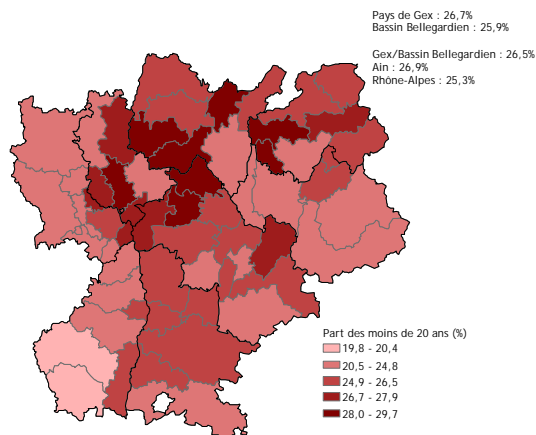 Pays de Gex : 26,7%
Bassin Bellegardien : 25,9%
Gex/Bassin Bellegardien : 26,5%
Ain : 26,9%
Rhône-Alpes : 25,3%
Part des moins de 20 ans (%)
19,8 - 20,4
20,5 - 24,8
24,9 - 26,5
26,7 - 27,9
28,0 - 29,7